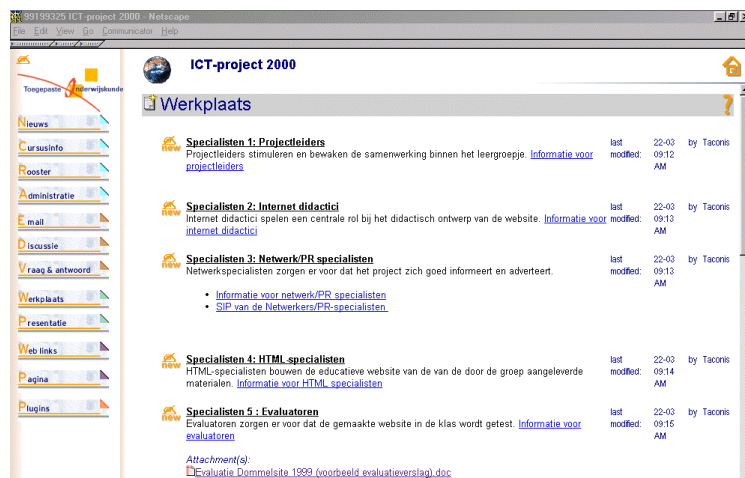 99199325 ICT-project 2000 - Netscape
File Edit View Go Communicator Help
Toegepaste Onderwijskunde
Nieuws
Cursusinfo
Rooster
Administratie
Email
Discussie
Vraag & antwoord
Werkplaats
Presentatie
Web links
Pagina
Plugins
ICT-project 2000
Werkplaats
?
new
Specialisten 1: Projectleiders
Projectleiders stimuleren en bewaken de samenwerking binnen het leergroepje. Informatie voor
projectleiders
last modified: 22-03 09:12 AM by Taconis
new
Specialisten 2: Internet didactici
Internet didactici spelen een centrale rol bij het didactisch ontwerp van de website. Informatie voor
internet didactici
last modified: 22-03 09:13 AM by Taconis
new
Specialisten 3: Netwerk/PR specialisten
Netwerkspecialisten zorgen er voor dat het project zich goed informeert en adverteert.
• Informatie voor netwerk/PR specialisten
• SIP van de Netwerkers/PR-specialisten
last modified: 22-03 09:13 AM by Taconis
new
Specialisten 4: HTML-specialisten
HTML-specialisten bouwen de educatieve website van de van de door de groep aangeleverde
materialen. Informatie voor HTML specialisten
last modified: 22-03 09:14 AM by Taconis
new
Specialisten 5 : Evaluatoren
Evaluatoren zorgen er voor dat de gemaakte website in de klas wordt getest. Informatie voor
evaluatoren
last modified: 22-03 09:15 AM by Taconis
Attachment(s):
Evaluatie Dommelsite 1999 (voorbeeld evaluatieverslag).doc